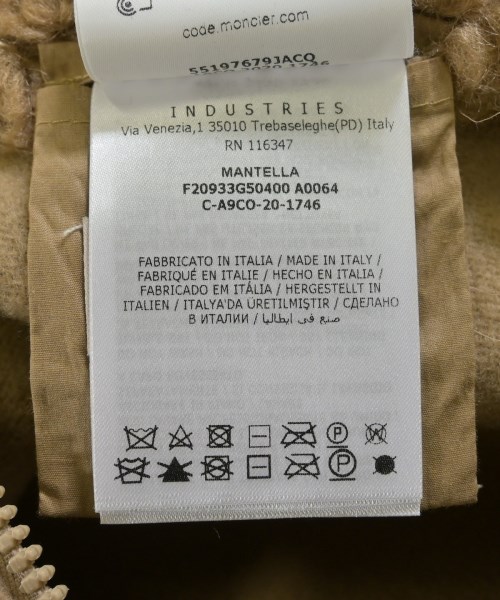 code.moncler.com
55197679JACQ
INDUSTRIES
Via Venezia,1 35010 Trebaseleghe(PD) Italy
RN 116347
MANTELLA
F20933G50400 A0064
C-A9CO-20-1746
FABBRICATO IN ITALIA / MADE IN ITALY /
FABRIQUÉ EN ITALIE / HECHO EN ITALIA /
FABRICADO EM ITÁLIA / HERGESTELLT IN
ITALIEN / ITALYA'DA ÜRETILMIŞTIR / СДЕЛАНО
В ИТАЛИИ / صنع في ايطاليا
P W
P